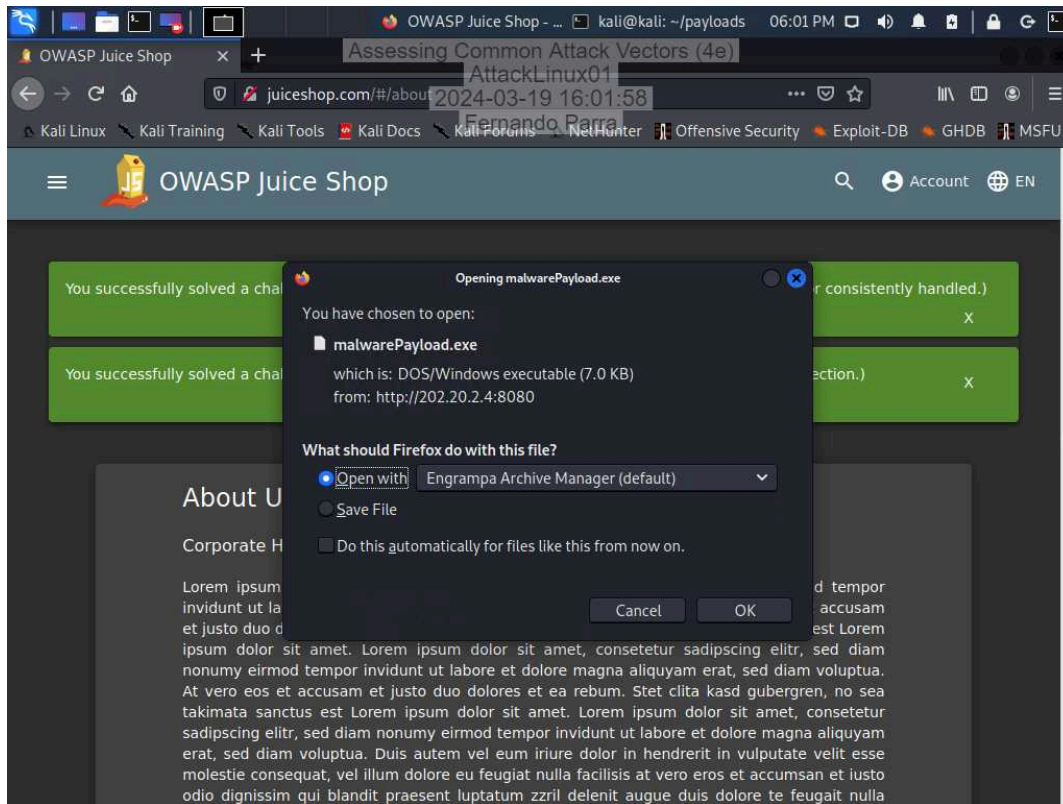 OWASP Juice Shop - ... kali@kali: ~/payloads 06:01 PM
OWASP Juice Shop × +
Assessing Common Attack Vectors (4e)
AttackLinux01
juiceshop.com/#/about
2024-03-19 16:01:58
Fernando Parra
Kali Linux Kali Training Kali Tools Kali Docs Kali Forums NetHunter Offensive Security Exploit-DB GHDB MSFU
OWASP Juice Shop Account EN
Opening malwarePayload.exe
You successfully solved a chal r consistently handled.)
X
You successfully solved a chal ection.)
X
You have chosen to open:
malwarePayload.exe
which is: DOS/Windows executable (7.0 KB)
from: http://202.20.2.4:8080
What should Firefox do with this file?
Open with Engrampa Archive Manager (default)
Save File
Do this automatically for files like this from now on.
Cancel OK
About U
Corporate H
Lorem ipsum d tempor
invidunt ut la accusam
et justo duo d est Lorem
ipsum dolor sit amet. Lorem ipsum dolor sit amet, consetetur sadipscing elitr, sed diam
nonumy eirmod tempor invidunt ut labore et dolore magna aliquyam erat, sed diam voluptua.
At vero eos et accusam et justo duo dolores et ea rebum. Stet clita kasd gubergren, no sea
takimata sanctus est Lorem ipsum dolor sit amet. Lorem ipsum dolor sit amet, consetetur
sadipscing elitr, sed diam nonumy eirmod tempor invidunt ut labore et dolore magna aliquyam
erat, sed diam voluptua. Duis autem vel eum iriure dolor in hendrerit in vulputate velit esse
molestie consequat, vel illum dolore eu feugiat nulla facilisis at vero eros et accumsan et iusto
odio dignissim qui blandit praesent luptatum zzril delenit augue duis dolore te feugait nulla